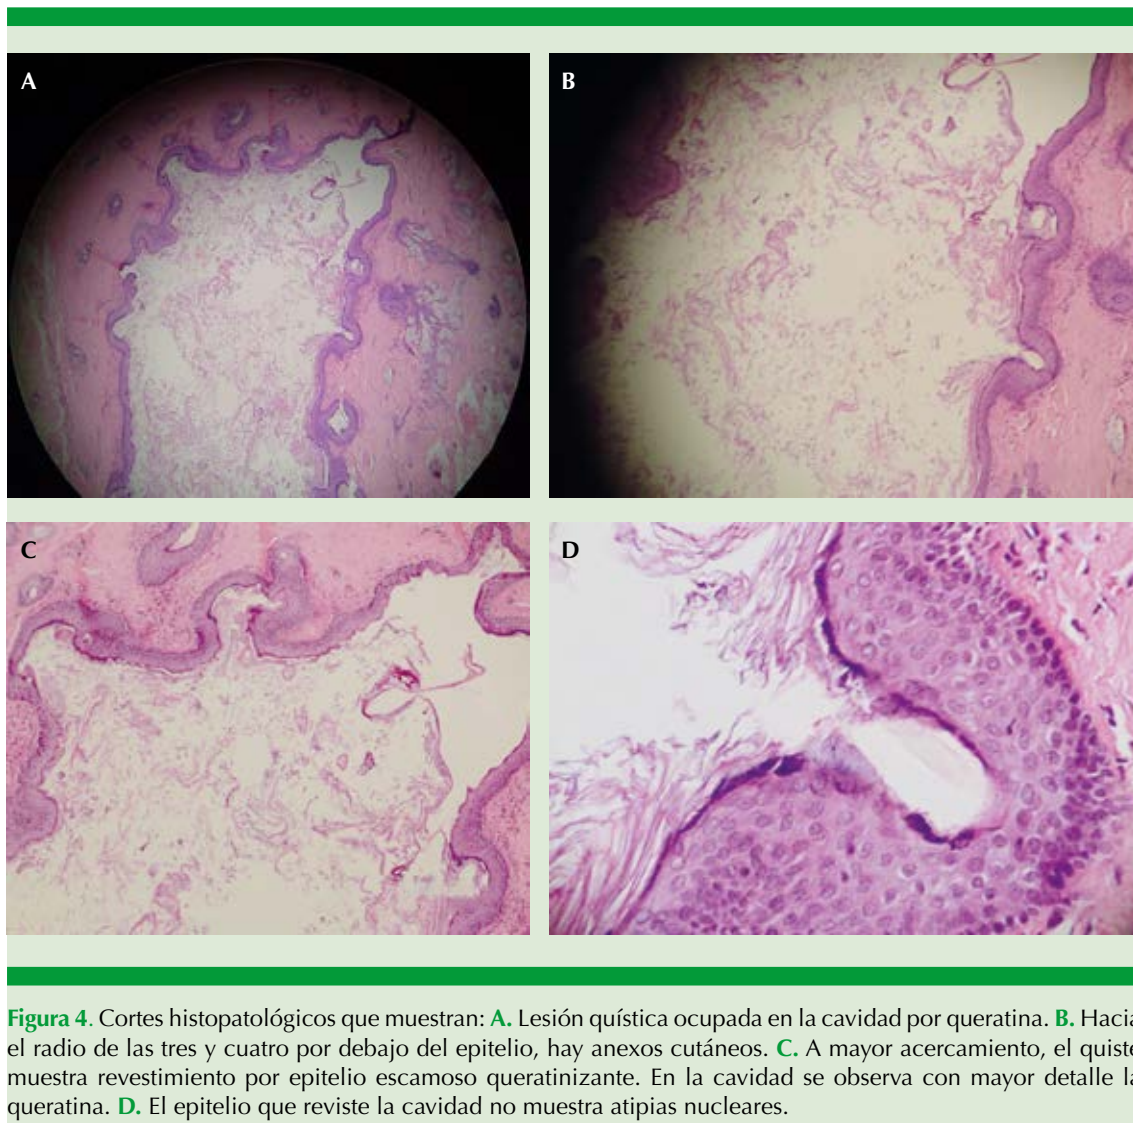 A
B
C
D
Figura 4. Cortes histopatológicos que muestran: A. Lesión quística ocupada en la cavidad por queratina. B. Hacia
el radio de las tres y cuatro por debajo del epitelio, hay anexos cutáneos. C. A mayor acercamiento, el quiste
muestra revestimiento por epitelio escamoso queratinizante. En la cavidad se observa con mayor detalle la
queratina. D. El epitelio que reviste la cavidad no muestra atipias nucleares.